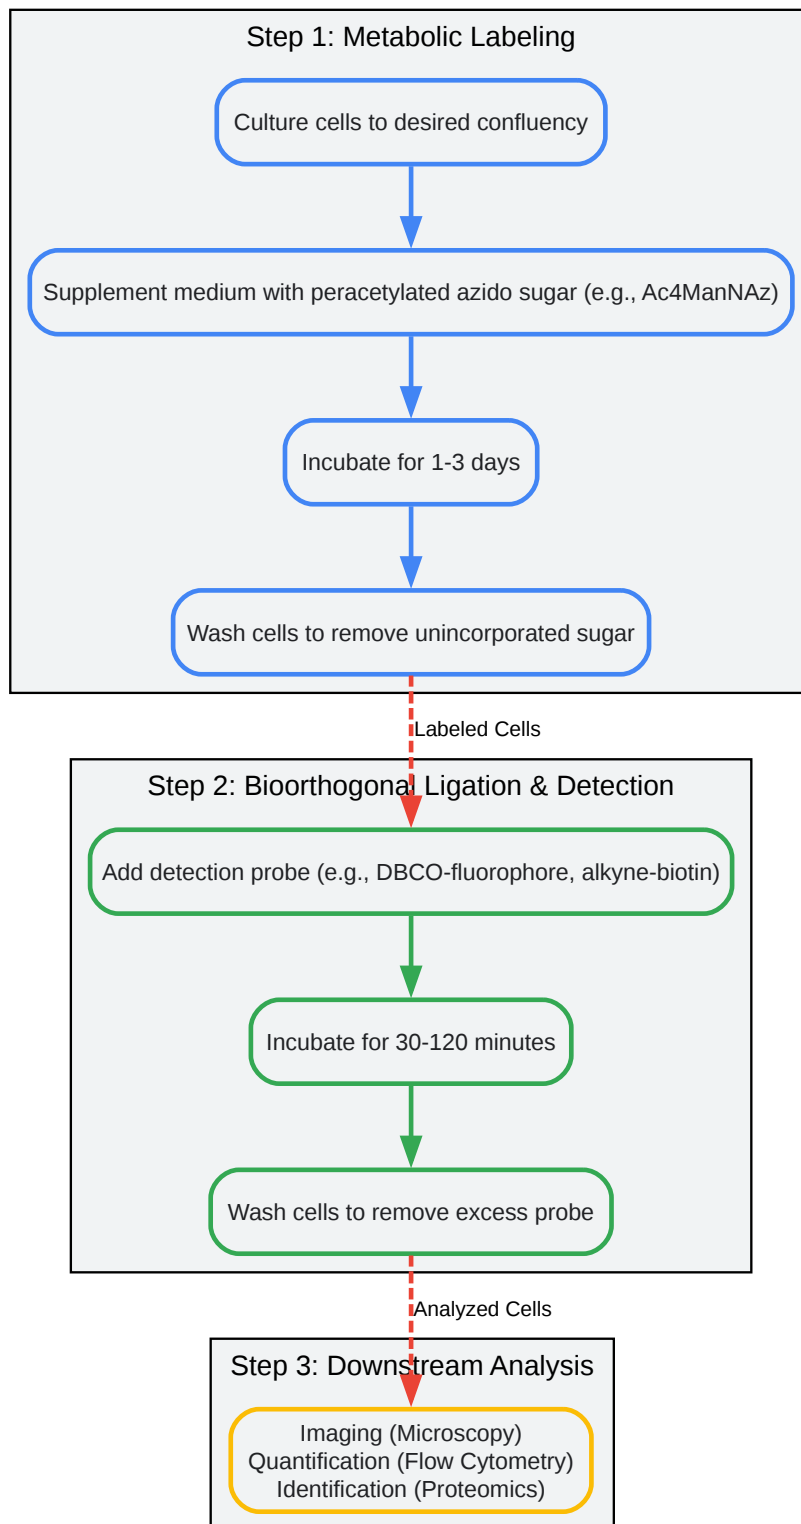 Step 1: Metabolic Labeling
Culture cells to desired confluency
Supplement medium with peracetylated azido sugar (e.g., Ac4ManNAz)
Incubate for 1-3 days
Wash cells to remove unincorporated sugar
Labeled Cells
Step 2: Bioorthogonal Ligation & Detection
Add detection probe (e.g., DBCO-fluorophore, alkyne-biotin)
Incubate for 30-120 minutes
Wash cells to remove excess probe
Analyzed Cells
Step 3: Downstream Analysis
Imaging (Microscopy)
Quantification (Flow Cytometry)
Identification (Proteomics)